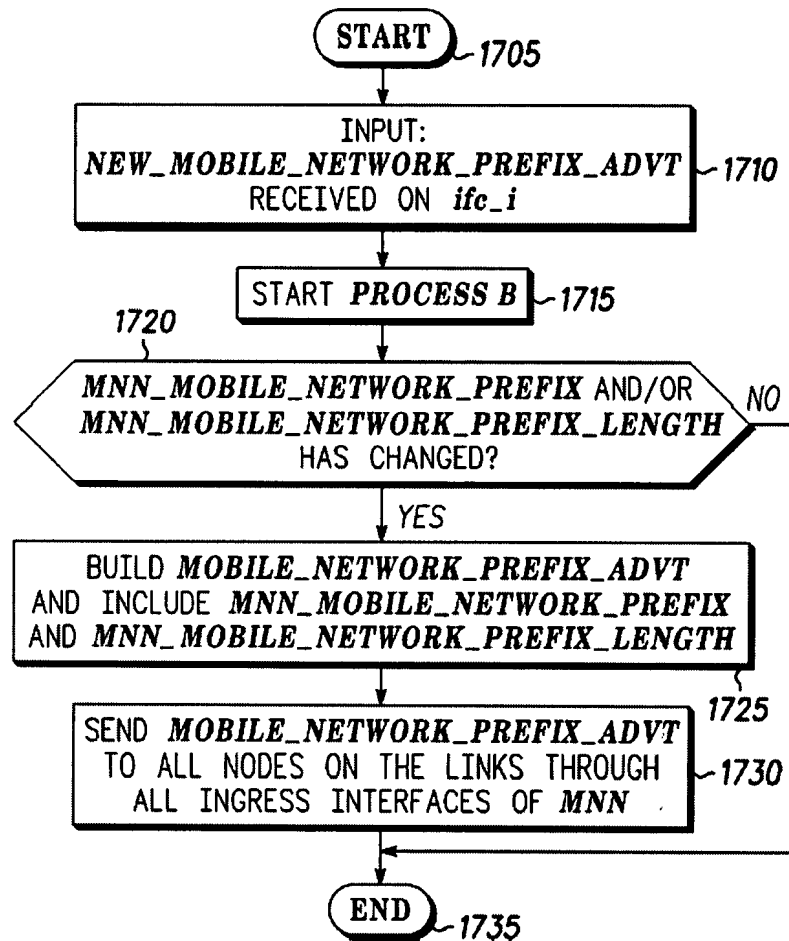 START
1705
INPUT:
NEW_MOBILE_NETWORK_PREFIX_ADVT
RECEIVED ON ifc_i
1710
START PROCESS B
1715
1720
MNN_MOBILE_NETWORK_PREFIX AND/OR
MNN_MOBILE_NETWORK_PREFIX_LENGTH
HAS CHANGED?
NO
YES
BUILD MOBILE_NETWORK_PREFIX_ADVT
AND INCLUDE MNN_MOBILE_NETWORK_PREFIX
AND MNN_MOBILE_NETWORK_PREFIX_LENGTH
1725
SEND MOBILE_NETWORK_PREFIX_ADVT
TO ALL NODES ON THE LINKS THROUGH
ALL INGRESS INTERFACES OF MNN
1730
END
1735